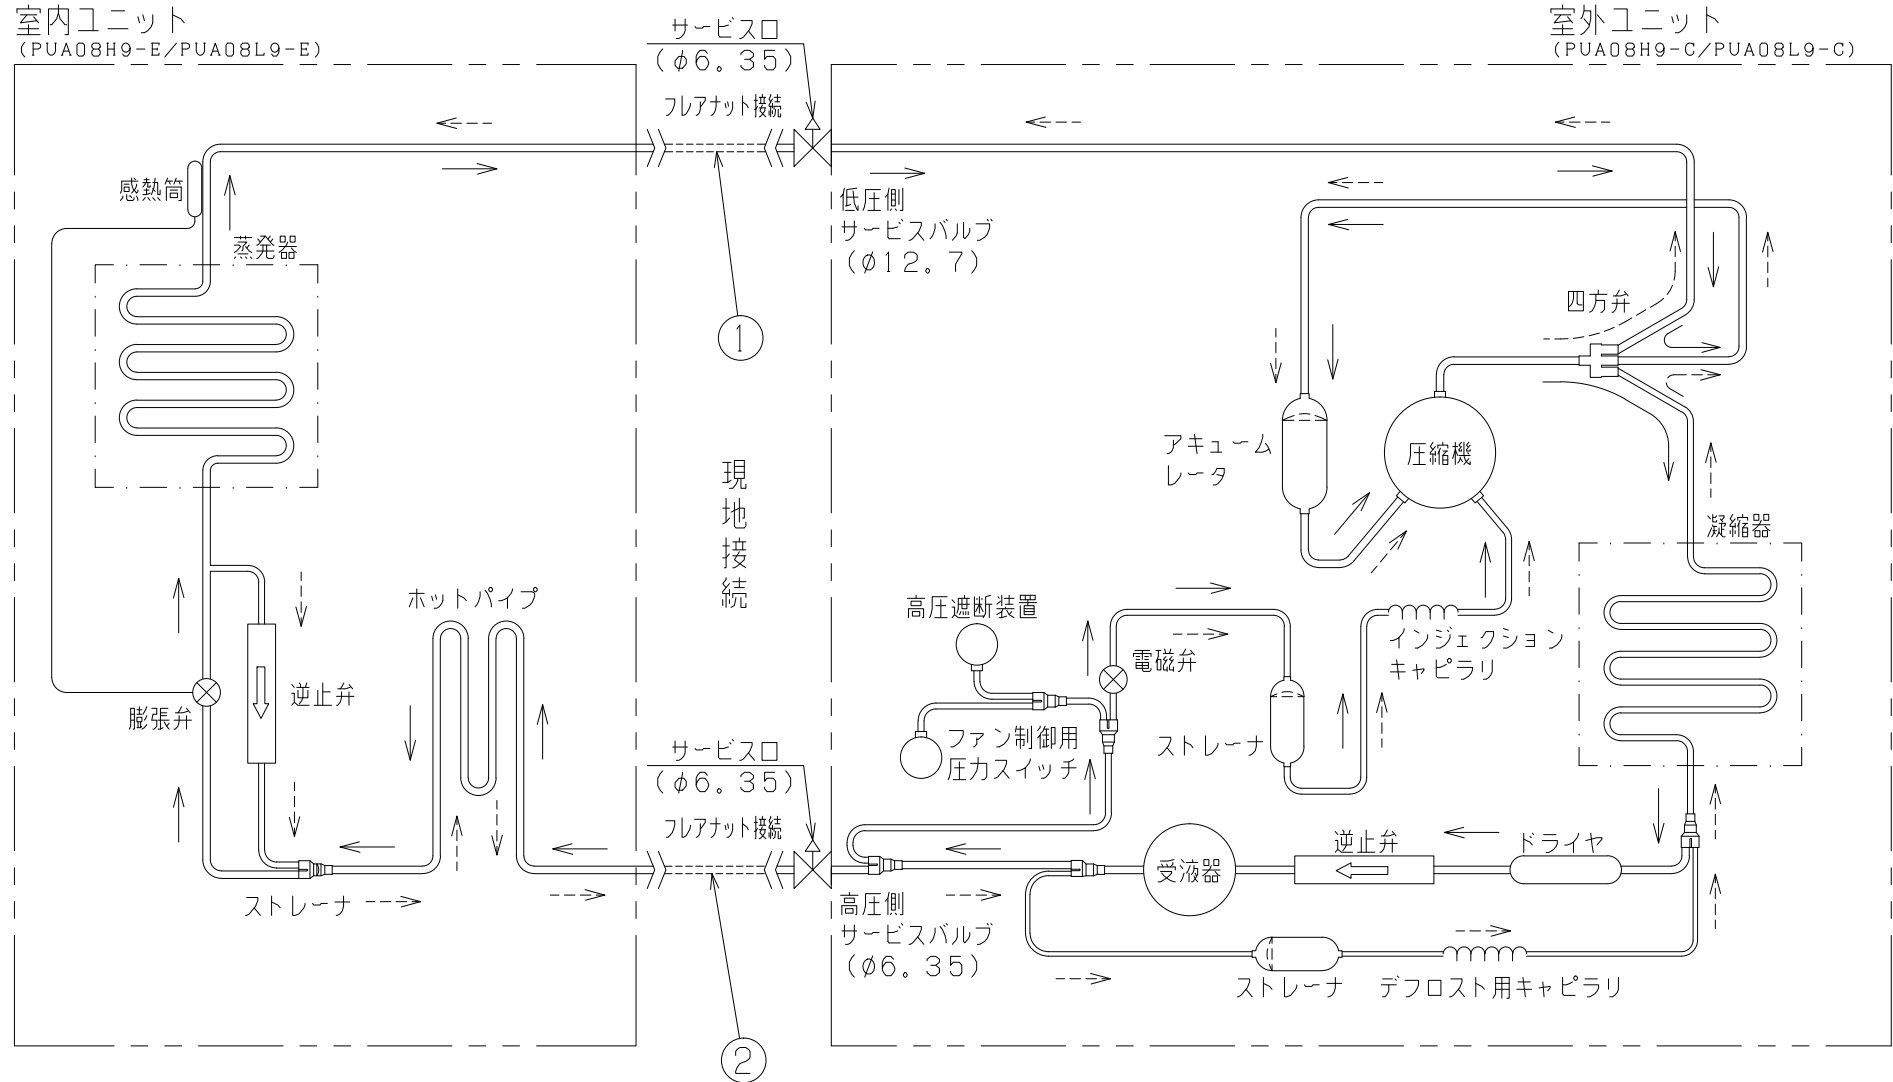 室内ユニット
(PUA08H9-E/PUA08L9-E)
サービス口
(φ6.35)
フレアナット接続
室外ユニット
(PUA08H9-C/PUA08L9-C)
感熱筒
蒸発器
低圧側
サービスバルブ
(φ12.7)
四方弁
①
アキューム
レータ
圧縮機
現地接続
凝縮器
ホットパイプ
高圧遮断装置
電磁弁
インジェクション
キャピラリ
逆止弁
膨張弁
ファン制御用
圧力スイッチ
ストレーナ
サービス口
(φ6.35)
フレアナット接続
受液器
逆止弁
ドライヤ
ストレーナ
高圧側
サービスバルブ
(φ6.35)
ストレーナ
デフロスト用キャピラリ
②